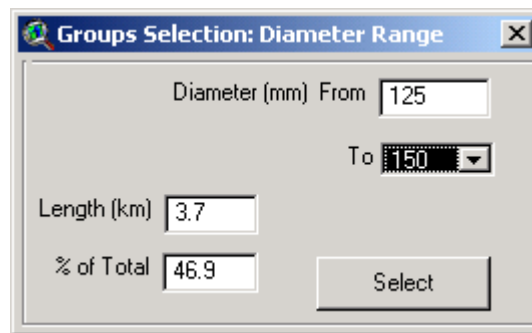 Groups Selection: Diameter Range
Diameter (mm) From 125
To 150
Length (km) 3.7
% of Total 46.9
Select